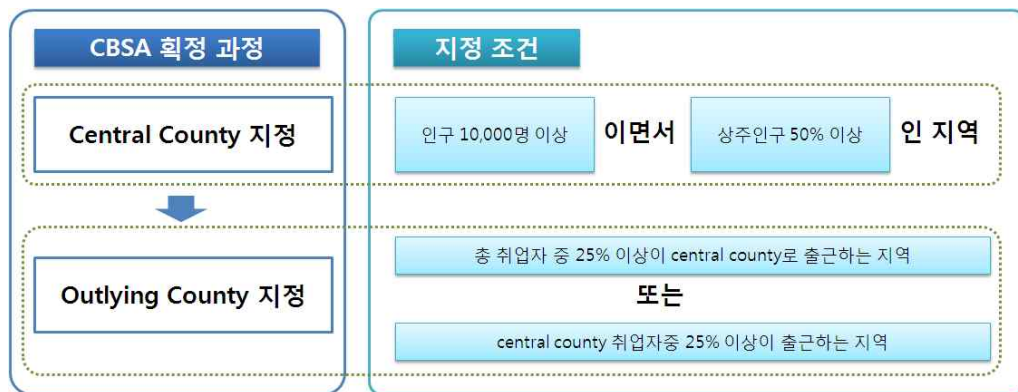 CBSA 획정 과정
지정 조건
Central County 지정
인구 10,000명 이상 이면서 상주인구 50% 이상 인 지역
Outlying County 지정
총 취업자 중 25% 이상이 central county로 출근하는 지역
또는
central county 취업자중 25% 이상이 출근하는 지역